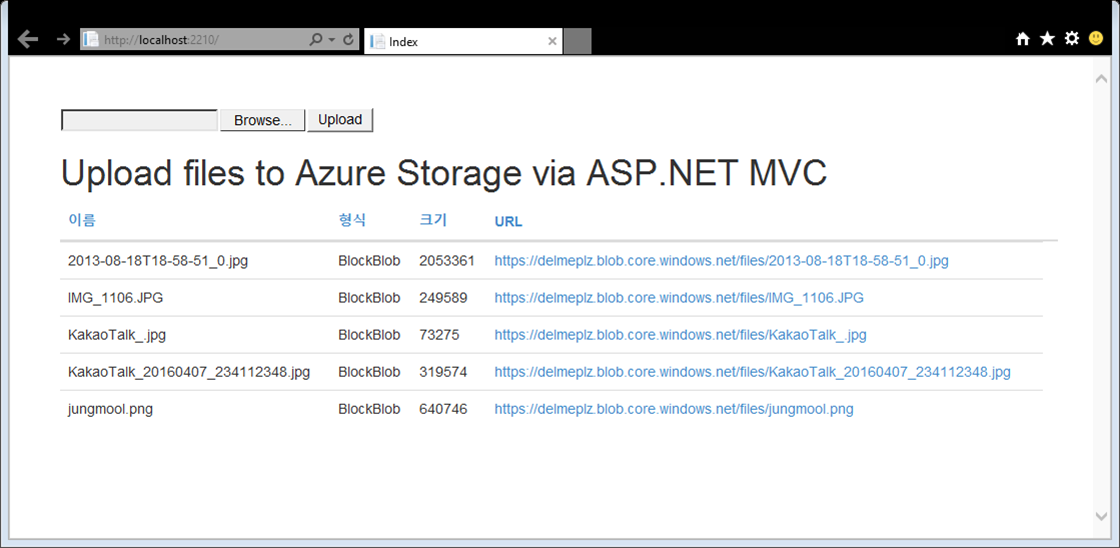 http://localhost:2210/
Index
Browse... Upload
Upload files to Azure Storage via ASP.NET MVC
이름 형식 크기 URL
2013-08-18T18-58-51_0.jpg BlockBlob 2053361 https://delmeplz.blob.core.windows.net/files/2013-08-18T18-58-51_0.jpg
IMG_1106.JPG BlockBlob 249589 https://delmeplz.blob.core.windows.net/files/IMG_1106.JPG
KakaoTalk_.jpg BlockBlob 73275 https://delmeplz.blob.core.windows.net/files/KakaoTalk_.jpg
KakaoTalk_20160407_234112348.jpg BlockBlob 319574 https://delmeplz.blob.core.windows.net/files/KakaoTalk_20160407_234112348.jpg
jungmool.png BlockBlob 640746 https://delmeplz.blob.core.windows.net/files/jungmool.png